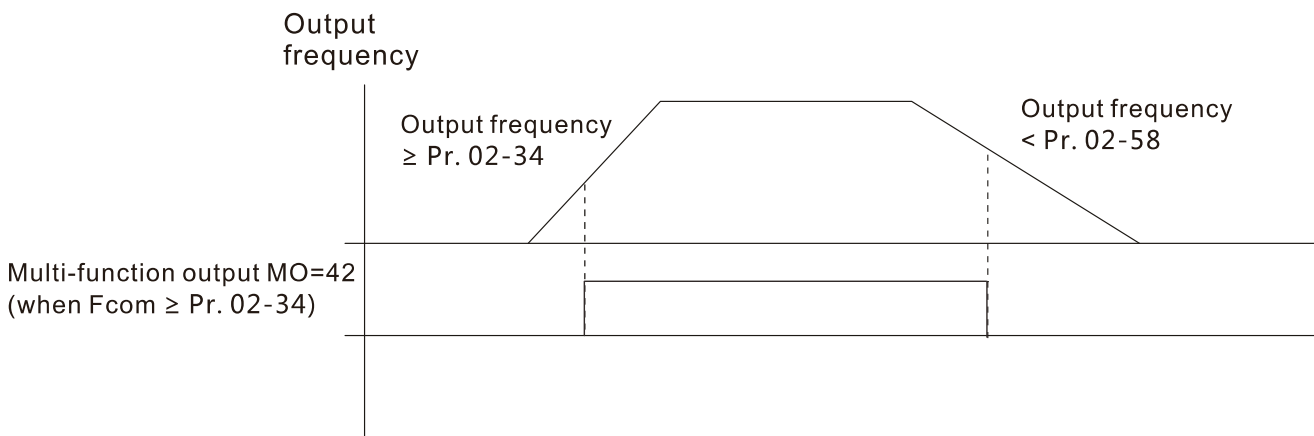 Output
frequency
Output frequency
≥ Pr. 02-34
Output frequency
< Pr. 02-58
Multi-function output MO=42
(when Fcom ≥ Pr. 02-34)